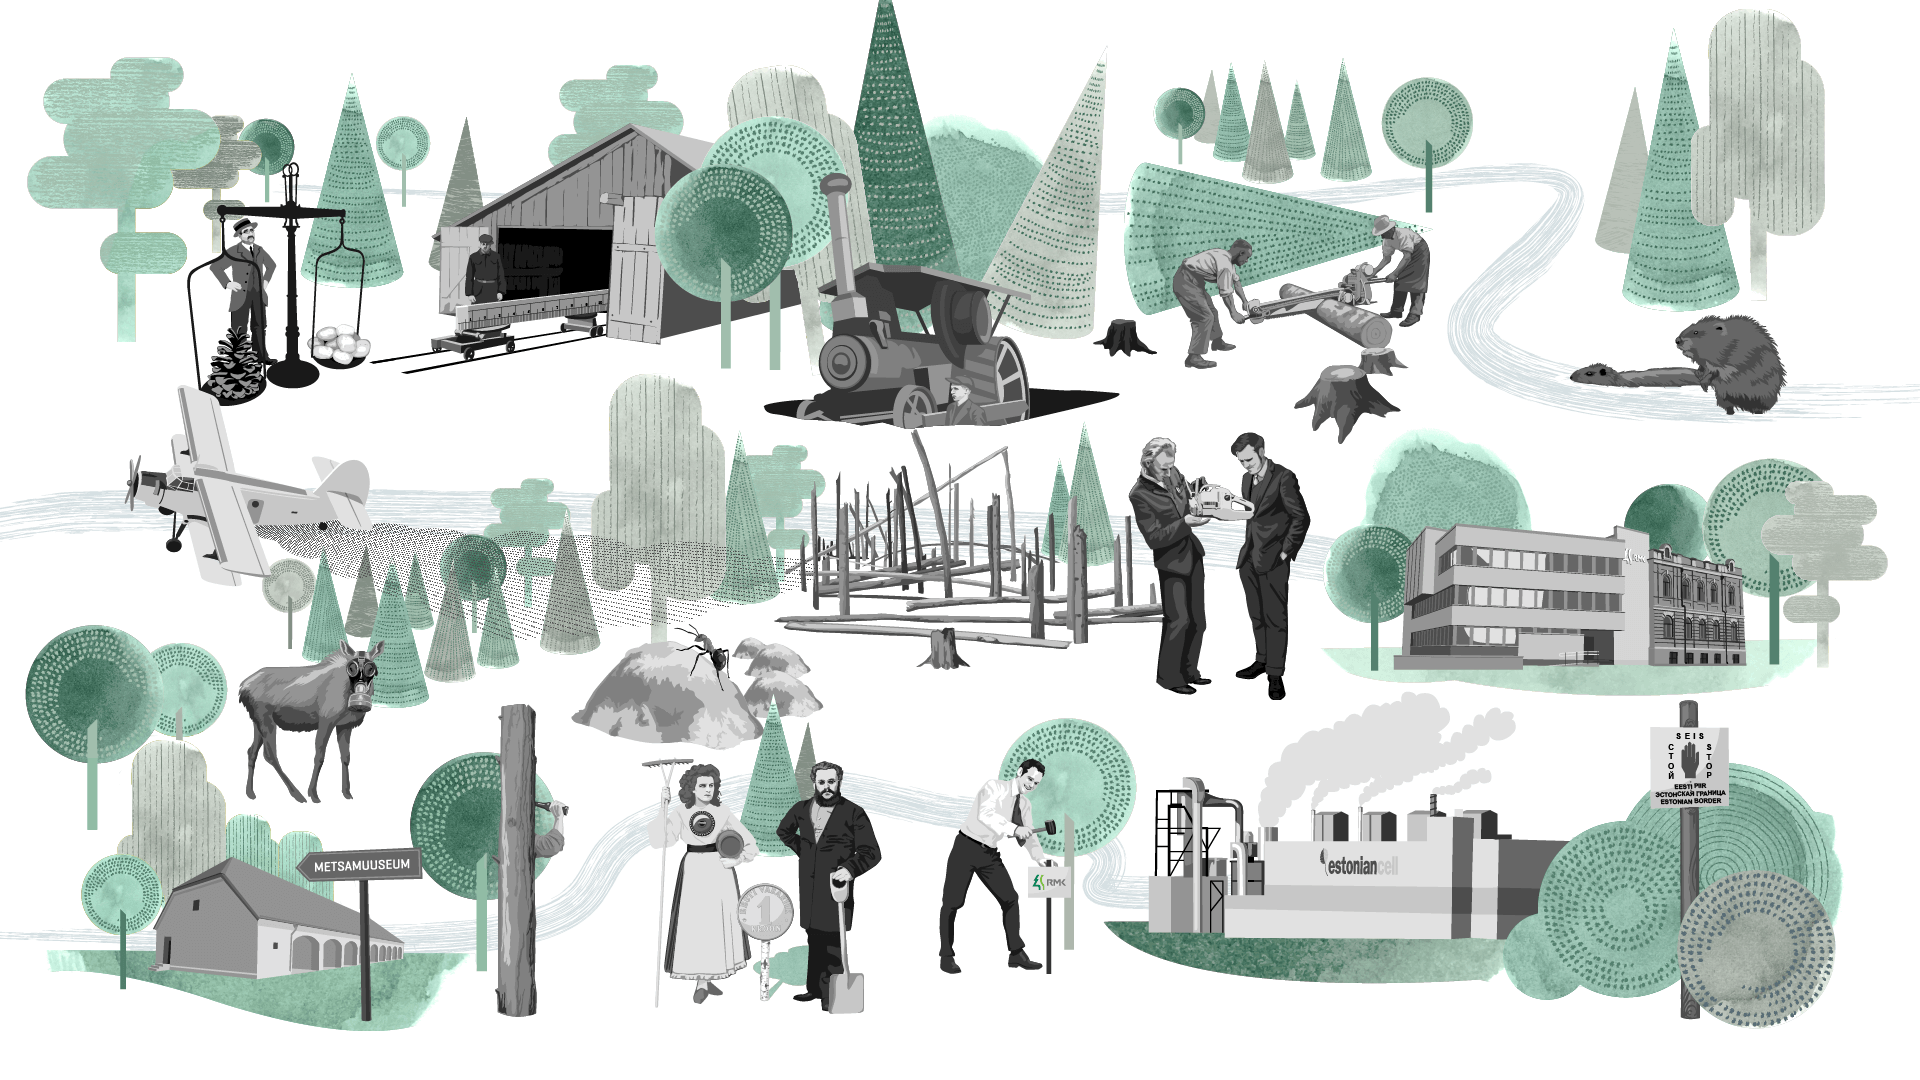 METSAMUUSEUM
1
RMK
estoniancell
SEIS
СТОЙ
STOP
EESTI PIIR
ЭСТОНСКАЯ ГРАНИЦА
ESTONIAN BORDER